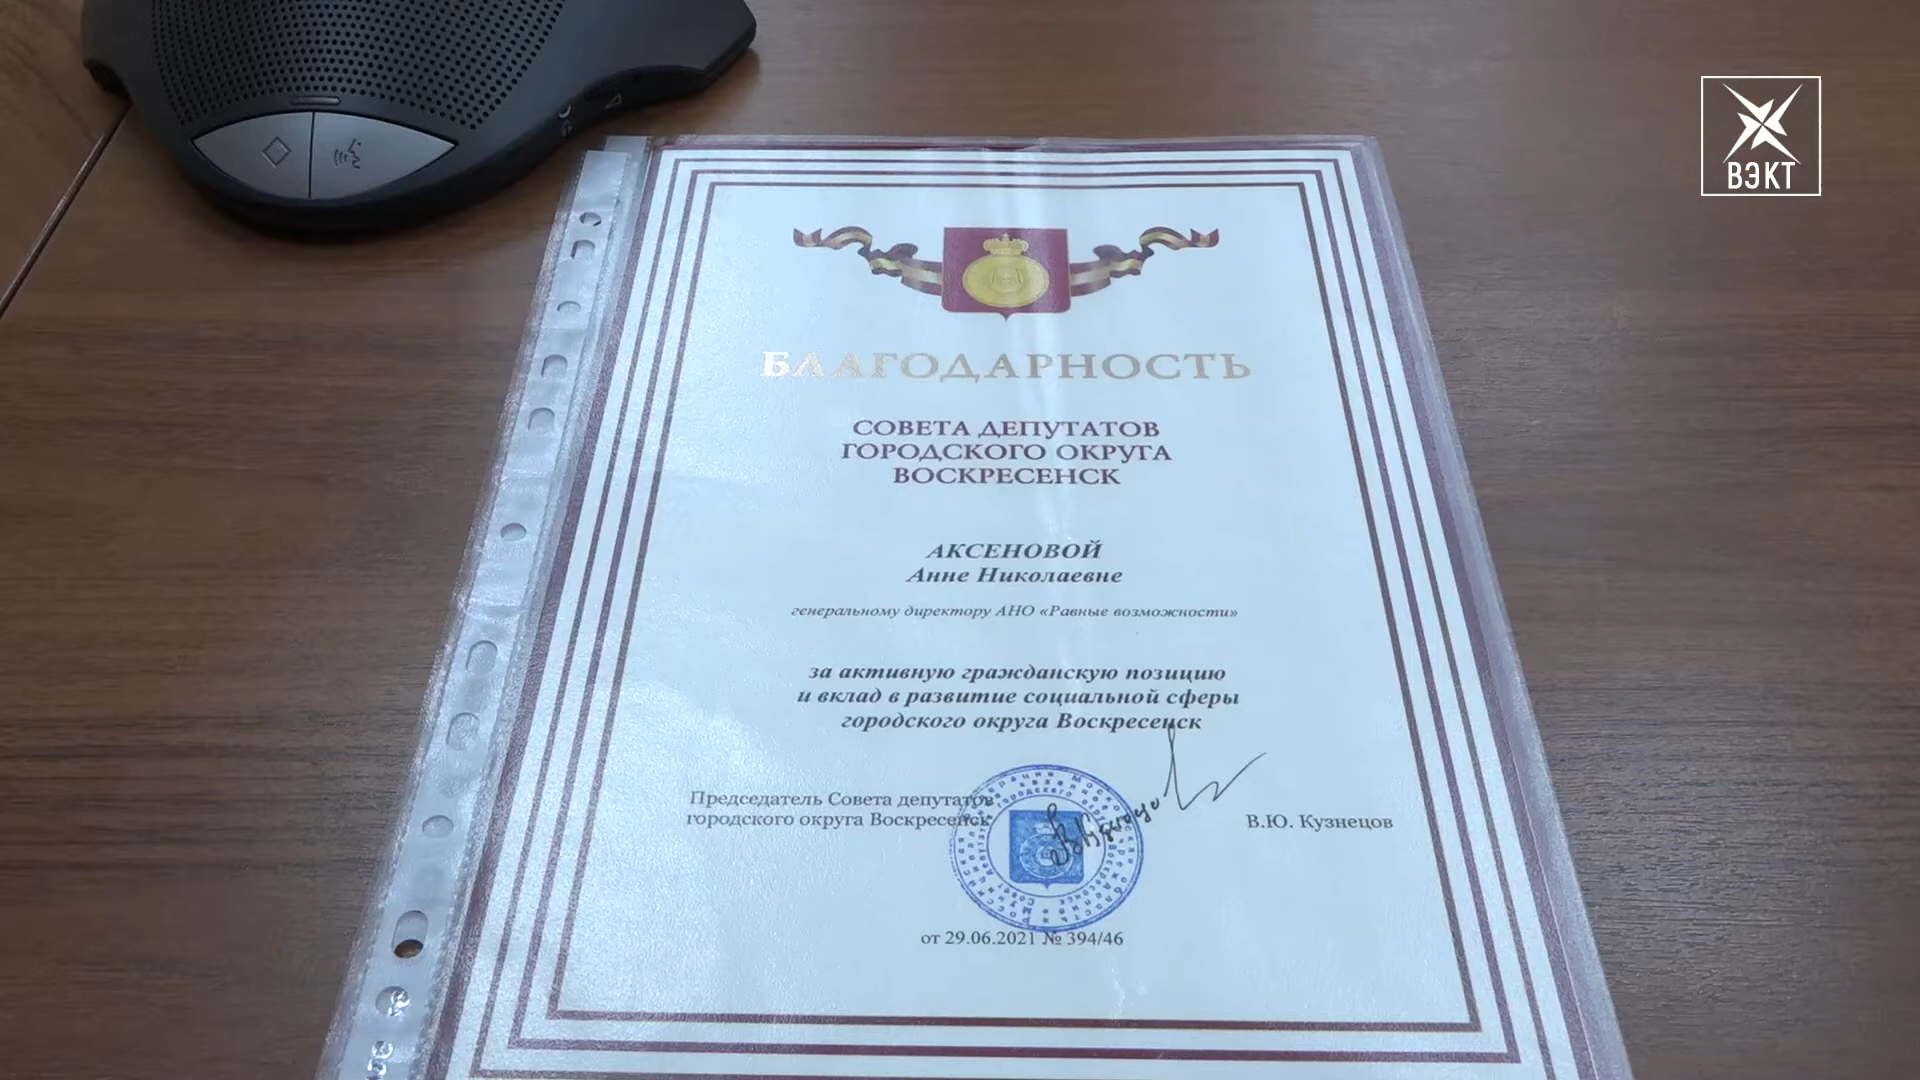 ВЭКТ
БЛАГОДАРНОСТЬ
СОВЕТА ДЕПУТАТОВ
ГОРОДСКОГО ОКРУГА
ВОСКРЕСЕНСК
АКСЕНОВОЙ
Анне Николаевне
генеральному директору АНО «Равные возможности»
за активную гражданскую позицию
и вклад в развитие социальной сферы
городского округа Воскресенск
Председатель Совета депутатов
городского округа Воскресенск
В.Ю. Кузнецов
от 29.06.2021 № 394/46